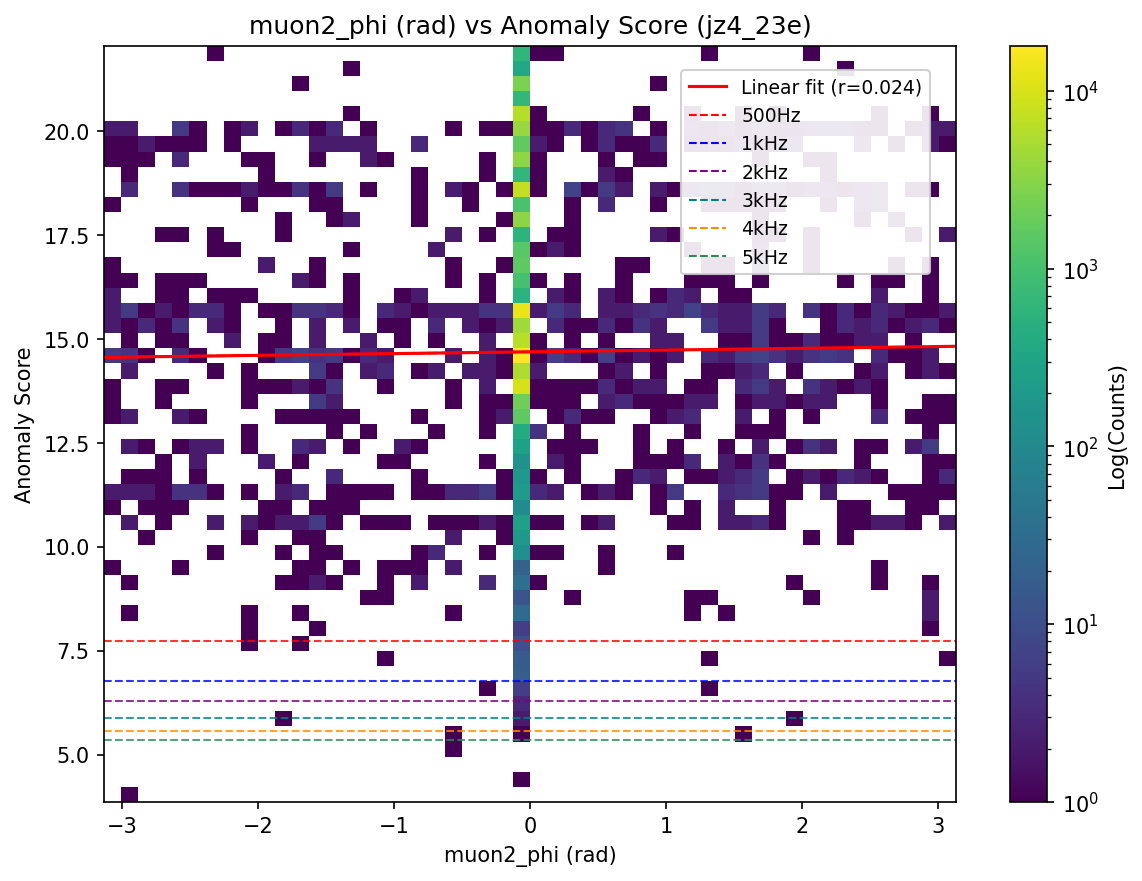 muon2_phi (rad) vs Anomaly Score (jz4_23e)
Linear fit (r=0.024)
500Hz
1kHz
2kHz
3kHz
4kHz
5kHz
20.0
17.5
15.0
12.5
10.0
7.5
5.0
Anomaly Score
−3 −2 −1 0 1 2 3
muon2_phi (rad)
10⁴
10³
10²
10¹
10⁰
Log(Counts)